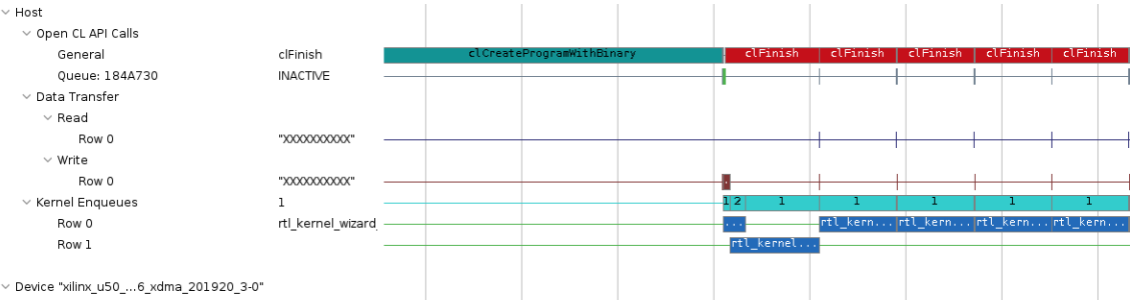 Host
Open CL API Calls
General clFinish clCreateProgramWithBinary clFinish clFinish clFinish clFinish clFinish
Queue: 184A730 INACTIVE
Data Transfer
Read
Row 0 "XXXXXXXXXX"
Write
Row 0 "XXXXXXXXXX"
Kernel Enqueues 1 1 2 1 1 1 1 1
Row 0 rtl_kernel_wizard_ ... rtl_kern... rtl_kern... rtl_kern... rtl_kern...
Row 1 rtl_kernel...
Device "xilinx_u50_...6_xdma_201920_3-0"